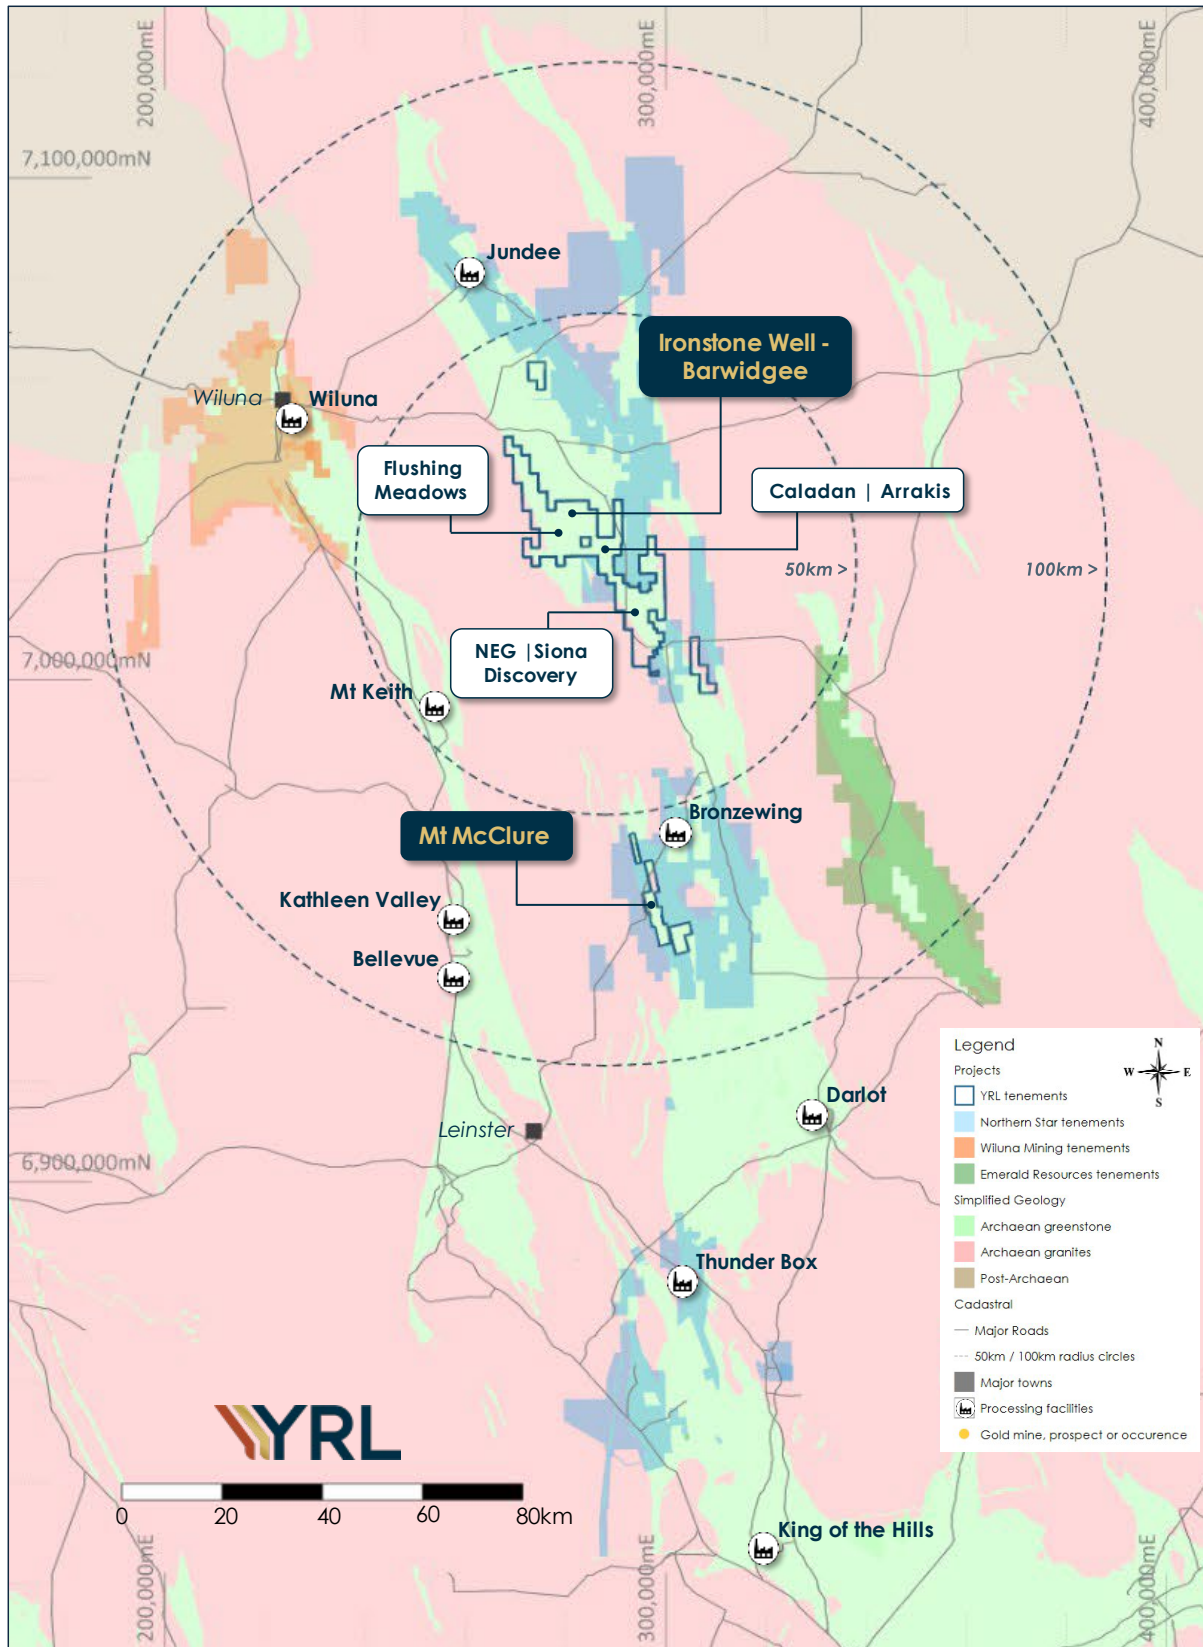 200,000mE
300,000mE
400,000mE
7,100,000mN
Jundee
Ironstone Well -
Barwidgee
Wiluna
Wiluna
Flushing
Meadows
Caladan | Arrakis
50km >
100km >
NEG |Siona
Discovery
7,000,000mN
Mt Keith
Bronzewing
Mt McClure
Kathleen Valley
Bellevue
Darlot
Leinster
6,900,000mN
Thunder Box
King of the Hills
Legend
N
W
E
S
Projects
YRL tenements
Northern Star tenements
Wiluna Mining tenements
Emerald Resources tenements
Simplified Geology
Archaean greenstone
Archaean granites
Post-Archaean
Cadastral
Major Roads
50km / 100km radius circles
Major towns
Processing facilities
Gold mine, prospect or occurence
YRL
0
20
40
60
80km
200,000mE
300,000mE
400,000mE